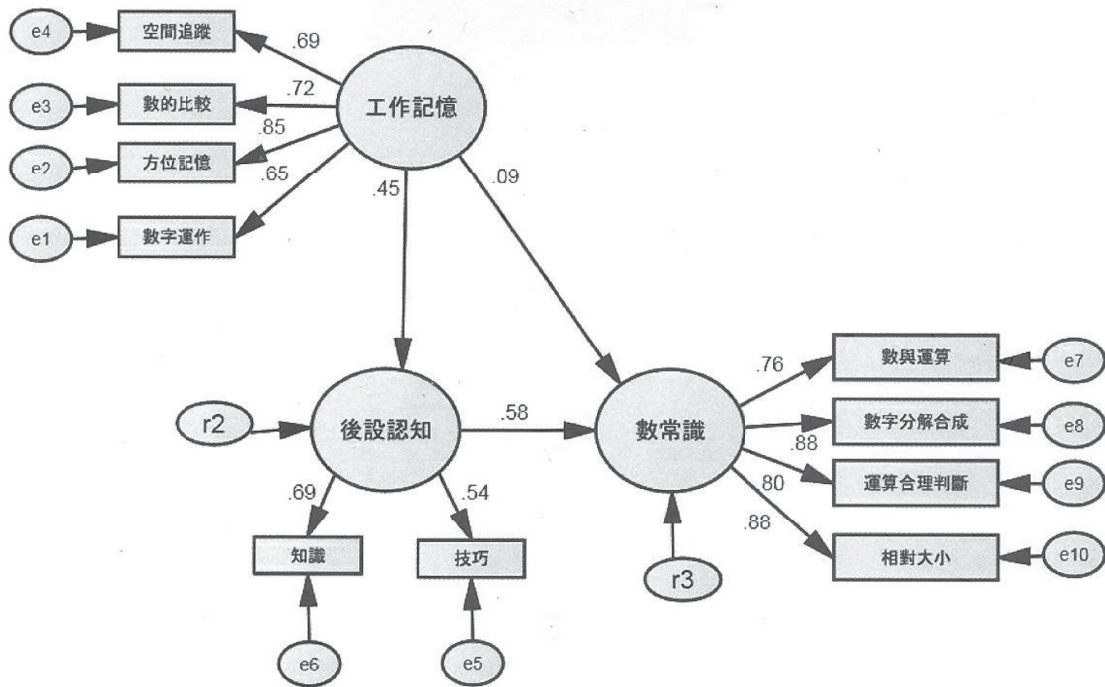 e4
空間追蹤
.69
工作記憶
e3
數的比較
.72
e2
方位記憶
.85
e1
數字運作
.65
.45
.09
數與運算
e7
.76
r2
後設認知
.58
數常識
數字分解合成
e8
.88
運算合理判斷
e9
.69
.54
80
.88
知識
技巧
相對大小
e10
r3
e6
e5